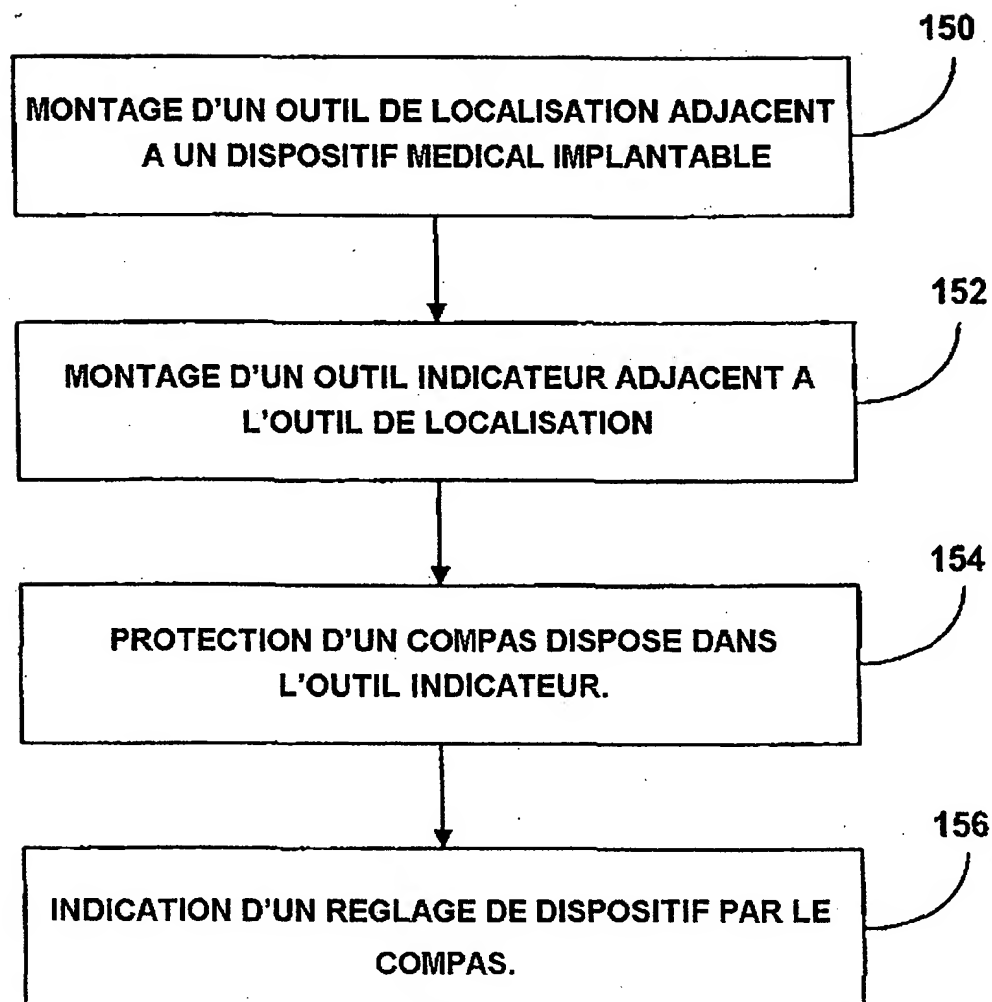 150
MONTAGE D'UN OUTIL DE LOCALISATION ADJACENT
A UN DISPOSITIF MEDICAL IMPLANTABLE
152
MONTAGE D'UN OUTIL INDICATEUR ADJACENT A
L'OUTIL DE LOCALISATION
154
PROTECTION D'UN COMPAS DISPOSE DANS
L'OUTIL INDICATEUR.
156
INDICATION D'UN REGLAGE DE DISPOSITIF PAR LE
COMPAS.